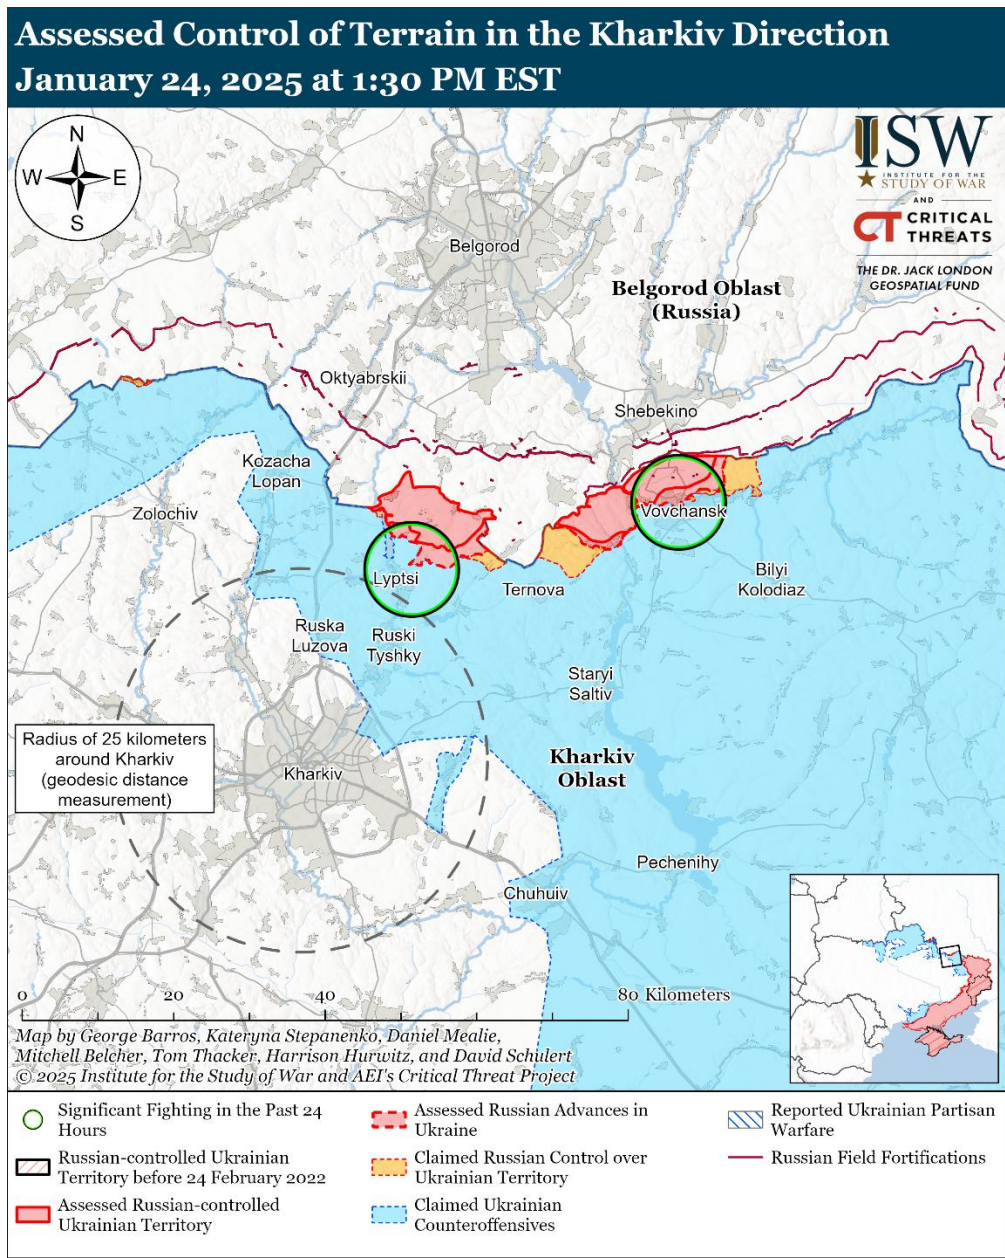 Assessed Control of Terrain in the Kharkiv Direction
January 24, 2025 at 1:30 PM EST
N
W E
S
ISW
INSTITUTE FOR THE
STUDY OF WAR
AND
CT CRITICAL
THREATS
THE DR. JACK LONDON
GEOSPATIAL FUND
Belgorod
Belgorod Oblast
(Russia)
Oktyabrskii
Shebekino
Kozacha
Lopan
Zolochiv
Vovchansk
Lyptsi
Ternova
Bilyi
Kolodiaz
Ruska
Luzova
Ruski
Tyshky
Staryi
Saltiv
Radius of 25 kilometers
around Kharkiv
(geodesic distance
measurement)
Kharkiv
Kharkiv
Oblast
Pechenihy
Chuhuiv
0 20 40 80 Kilometers
Map by George Barros, Kateryna Stepanenko, Daniel Mealie,
Mitchell Belcher, Tom Thacker, Harrison Hurwitz, and David Schulert
© 2025 Institute for the Study of War and AEI's Critical Threat Project
Significant Fighting in the Past 24
Hours
Russian-controlled Ukrainian
Territory before 24 February 2022
Assessed Russian-controlled
Ukrainian Territory
Assessed Russian Advances in
Ukraine
Claimed Russian Control over
Ukrainian Territory
Claimed Ukrainian
Counteroffensives
Reported Ukrainian Partisan
Warfare
Russian Field Fortifications